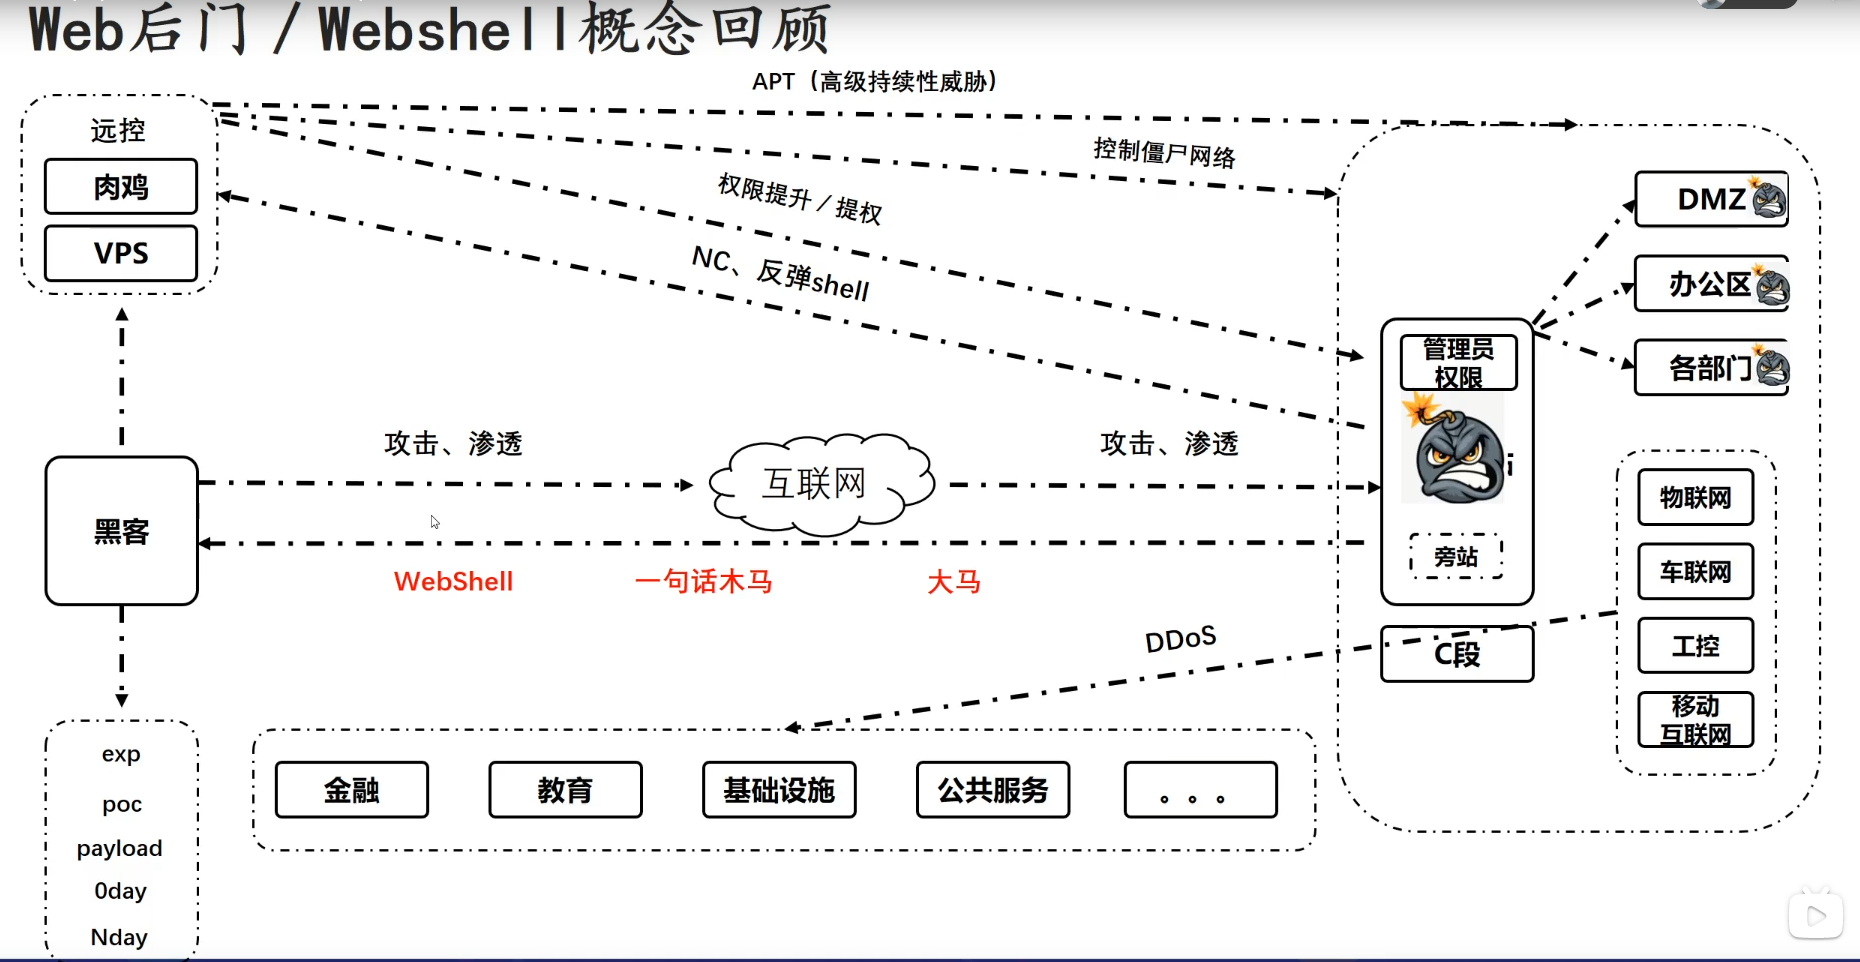 Web后门／Webshell概念回顾
APT（高级持续性威胁）
远控
肉鸡
VPS
控制僵尸网络
权限提升／提权
NC、反弹shell
DMZ
办公区
各部门
管理员
权限
攻击、渗透
互联网
攻击、渗透
黑客
旁站
WebShell
一句话木马
大马
物联网
车联网
工控
移动
互联网
DDoS
C段
exp
poc
payload
0day
Nday
金融
教育
基础设施
公共服务
。。。